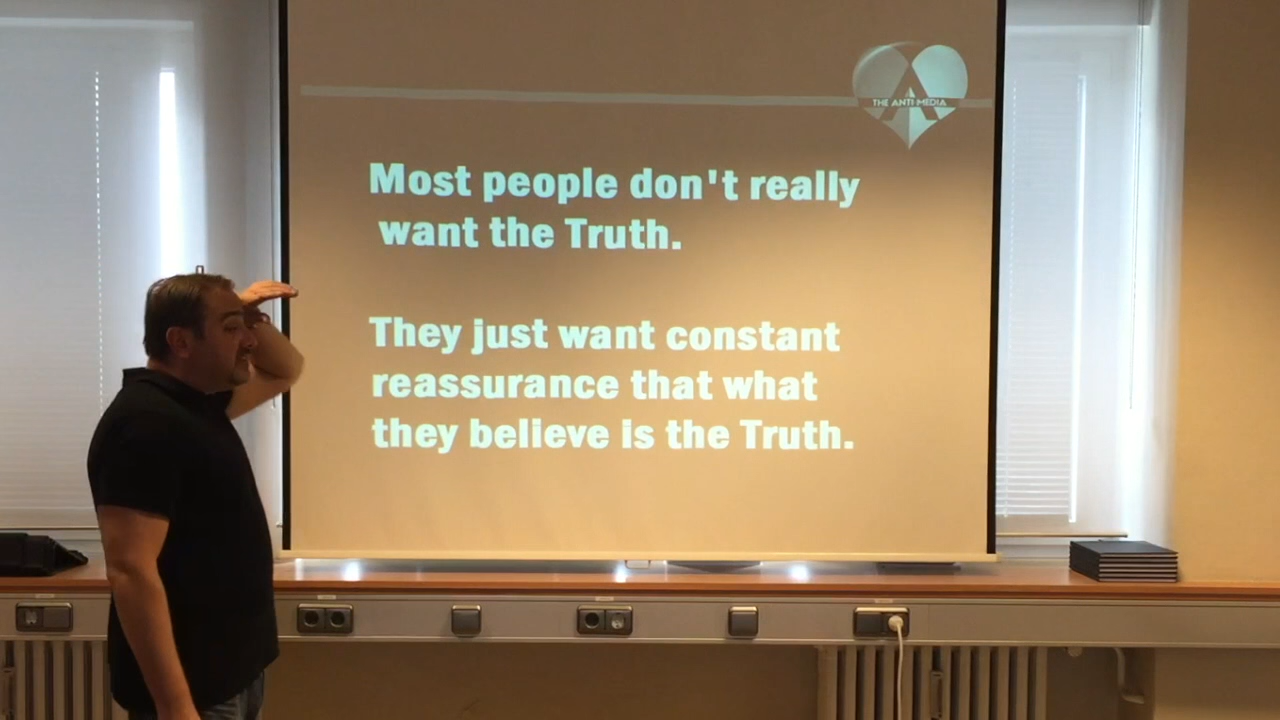 THE ANTI-MEDIA
Most people don't really
want the Truth.
They just want constant
reassurance that what
they believe is the Truth.